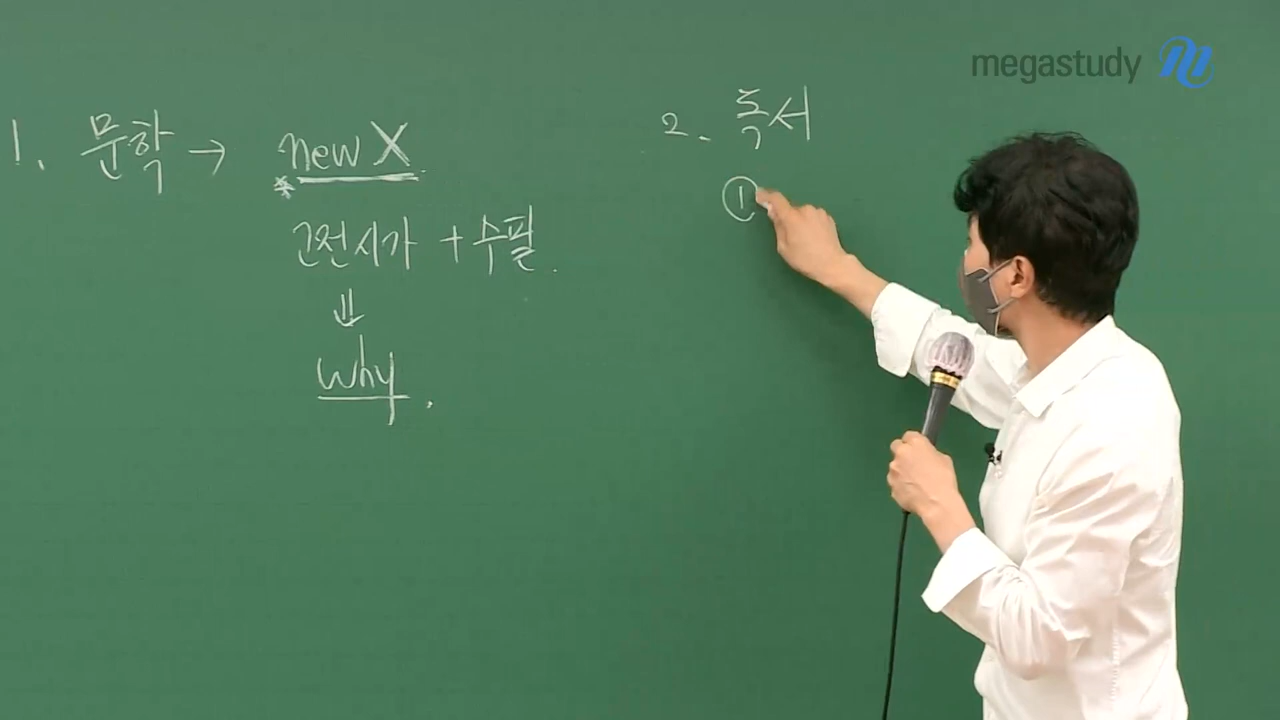 megastudy
1. 문학 → new X
* 고전시가 + 수필.
⇓
why.
2. 독서
①